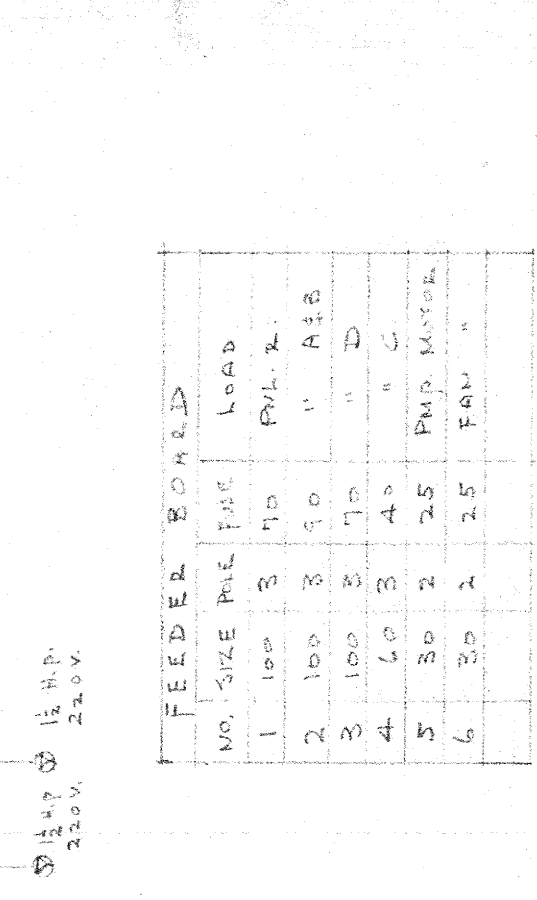 1½ H.P 1½ H.P.
220V. 220V.
FEEDER BOARD
NO. SIZE POLE FUSE LOAD
1 100 3 70 PNL.
2 100 3 90 " A&B
3 100 3 70 " D
4 60 3 40 " C
5 30 2 25 PMP. MOTOR
6 30 2 25 FAN "